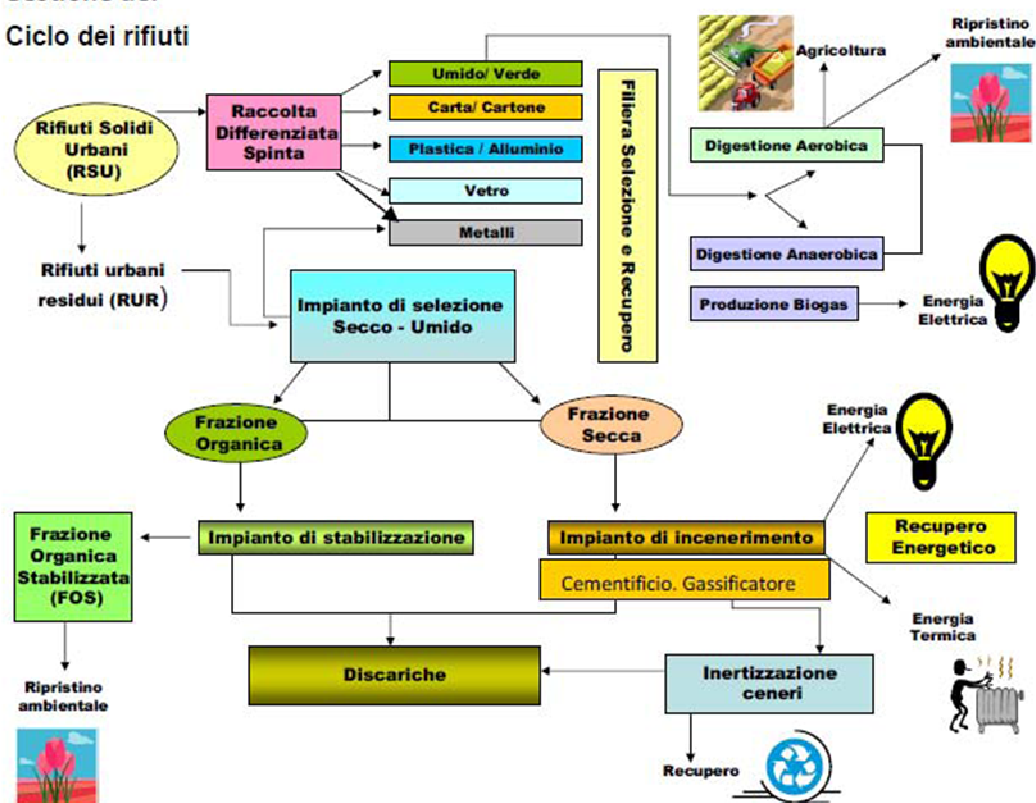 Ciclo dei rifiuti
Rifiuti Solidi
Urbani
(RSU)
Raccolta
Differenziata
Spinta
Umido/ Verde
Carta/ Cartone
Plastica / Alluminio
Vetro
Metalli
Filiera Selezione e Recupero
Agricoltura
Ripristino
ambientale
Digestione Aerobica
Digestione Anaerobica
Produzione Biogas
Energia
Elettrica
Rifiuti urbani
residui (RUR)
Impianto di selezione
Secco - Umido
Frazione
Organica
Frazione
Secca
Energia
Elettrica
Frazione
Organica
Stabilizzata
(FOS)
Impianto di stabilizzazione
Impianto di incenerimento
Cementificio. Gassificatore
Recupero
Energetico
Energia
Termica
Discariche
Inertizzazione
ceneri
Ripristino
ambientale
Recupero